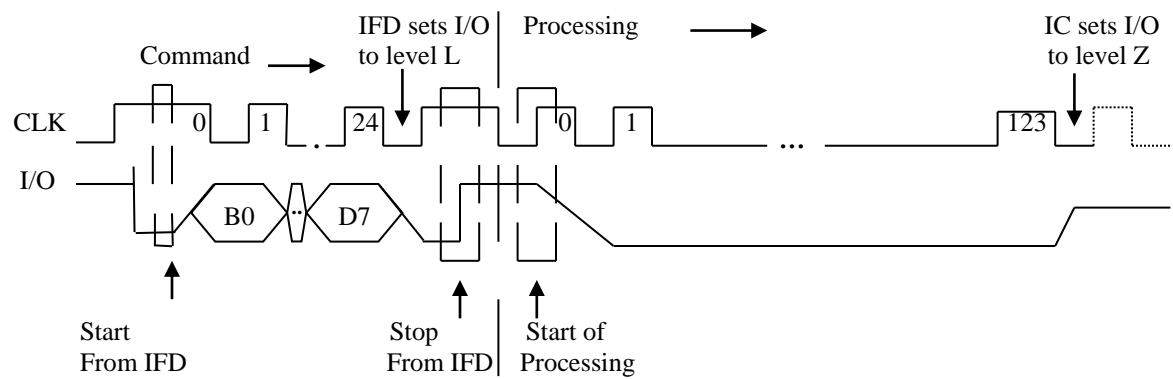 IFD sets I/O
to level L
Processing
IC sets I/O
to level Z
Command
CLK
0
1
24
0
1
...
123
I/O
B0
..
D7
Start
From IFD
Stop
From IFD
Start of
Processing